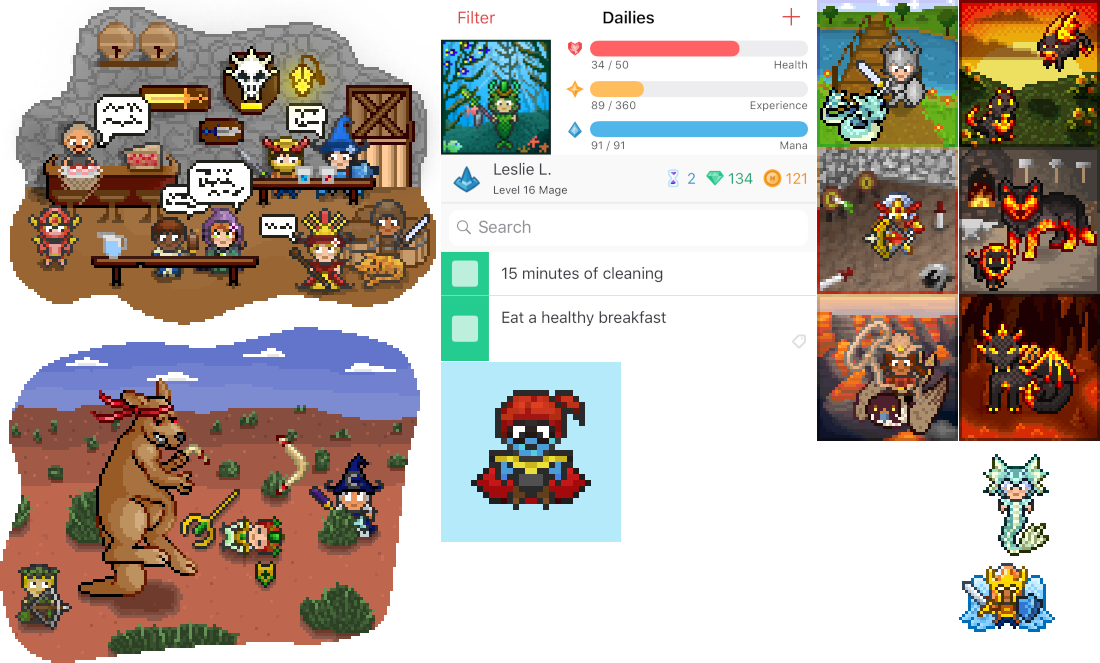 Filter
Dailies
34 / 50
Health
89 / 360
Experience
91 / 91
Mana
Leslie L.
Level 16 Mage
2
134
121
Search
15 minutes of cleaning
Eat a healthy breakfast